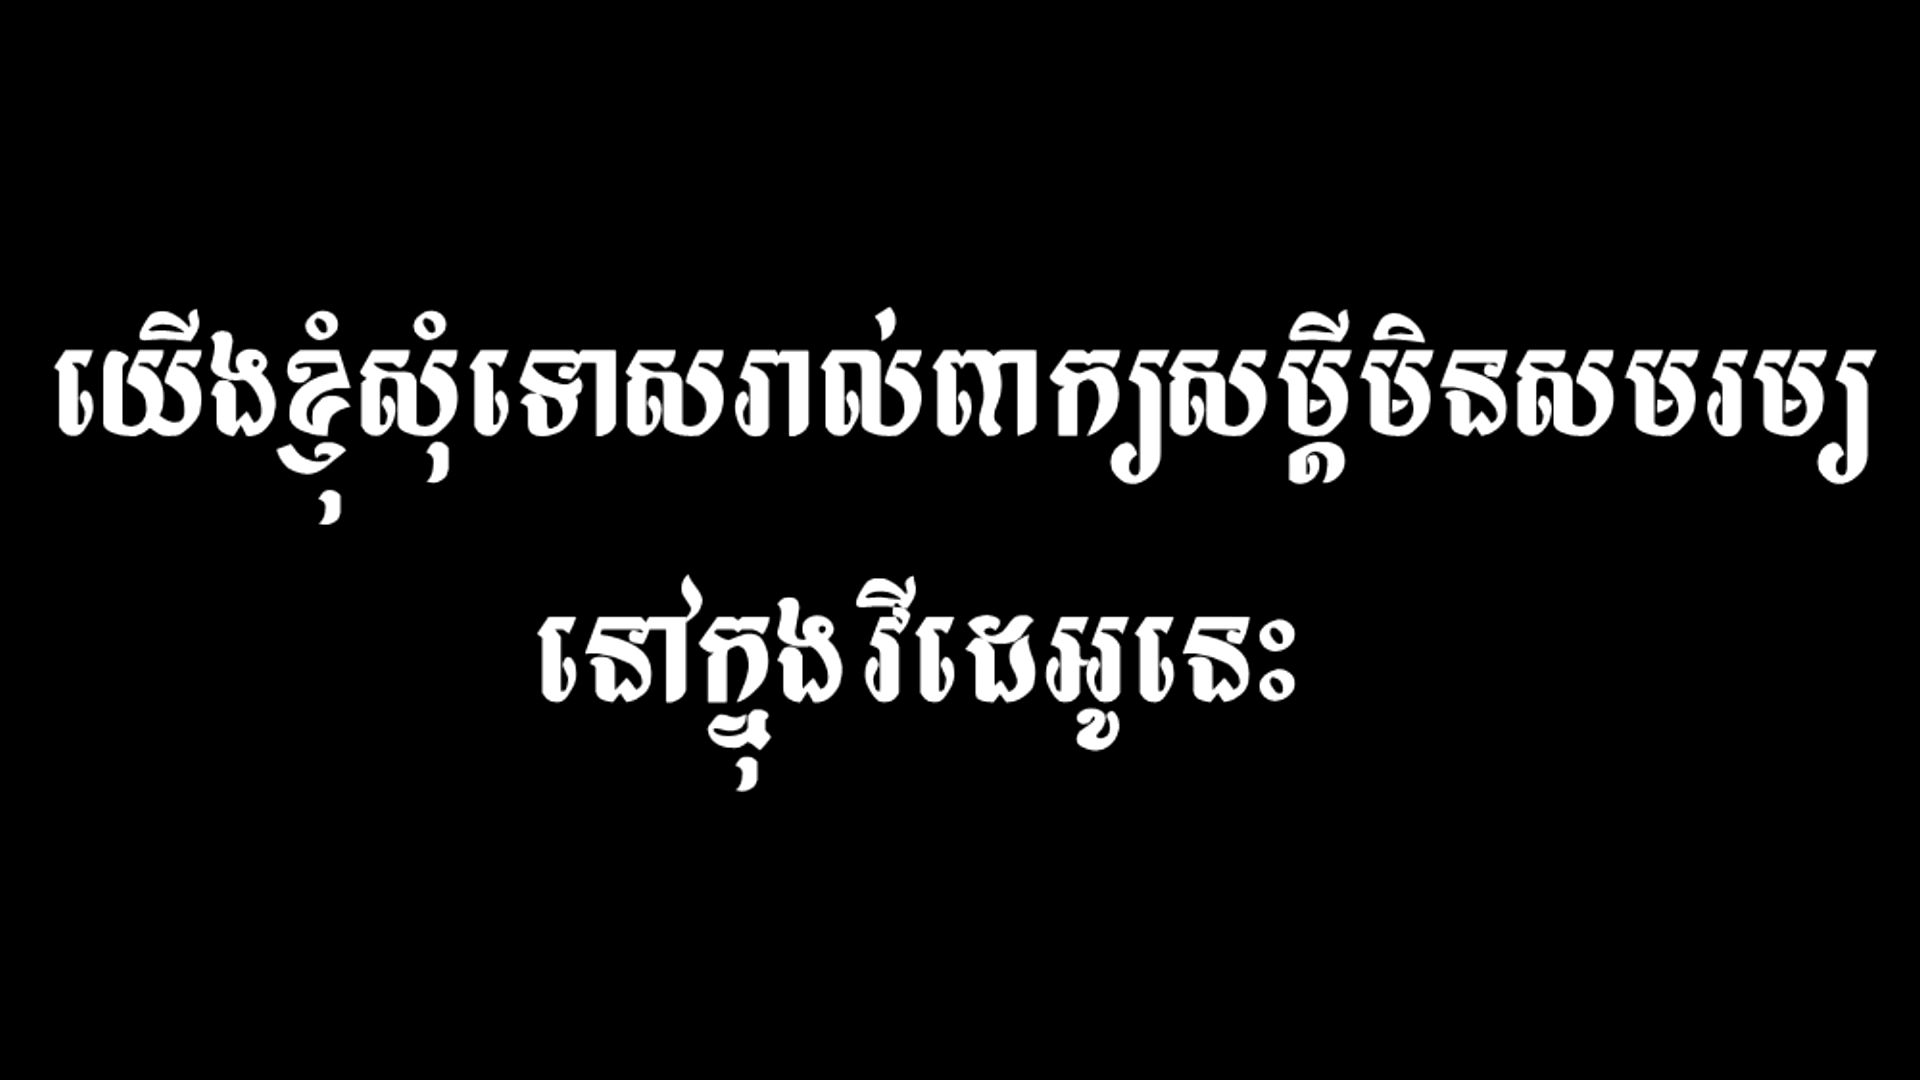 យើងខ្ញុំសុំទោសរាល់ពាក្យសម្ដីមិនសមរម្យ
នៅក្នុងវីដេអូនេះ